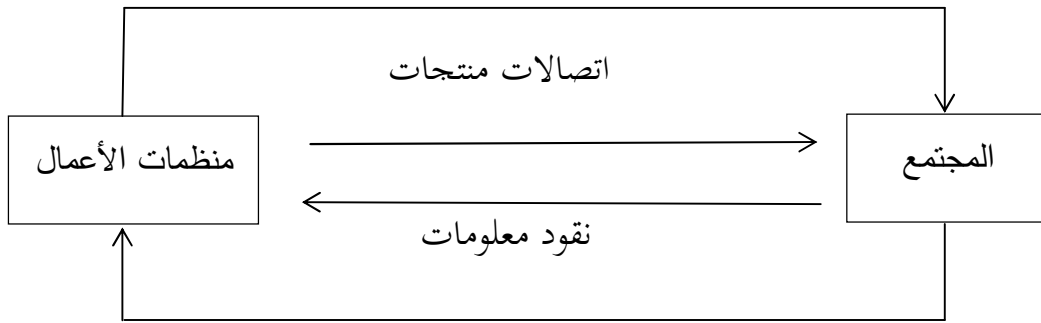 اتصالات منتجات
المجتمع
منظمات الأعمال
نقود معلومات